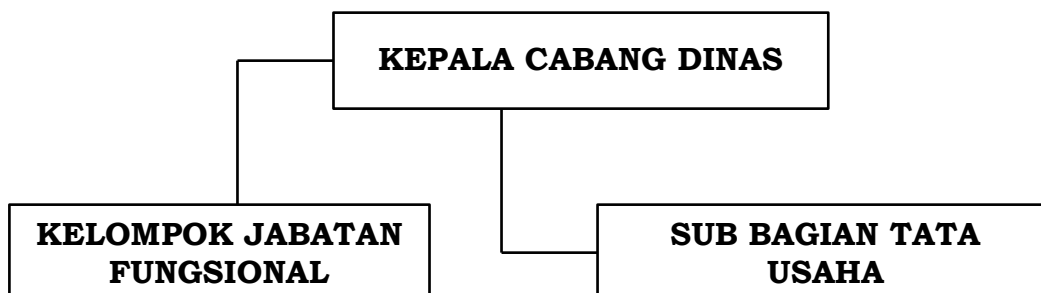 KEPALA CABANG DINAS
KELOMPOK JABATAN
FUNGSIONAL
SUB BAGIAN TATA
USAHA